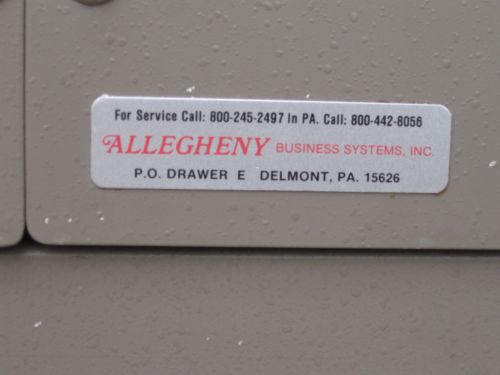 For Service Call: 800-245-2497 In PA. Call: 800-442-8056
ALLEGHENY BUSINESS SYSTEMS, INC.
P.O. DRAWER E DELMONT, PA. 15626